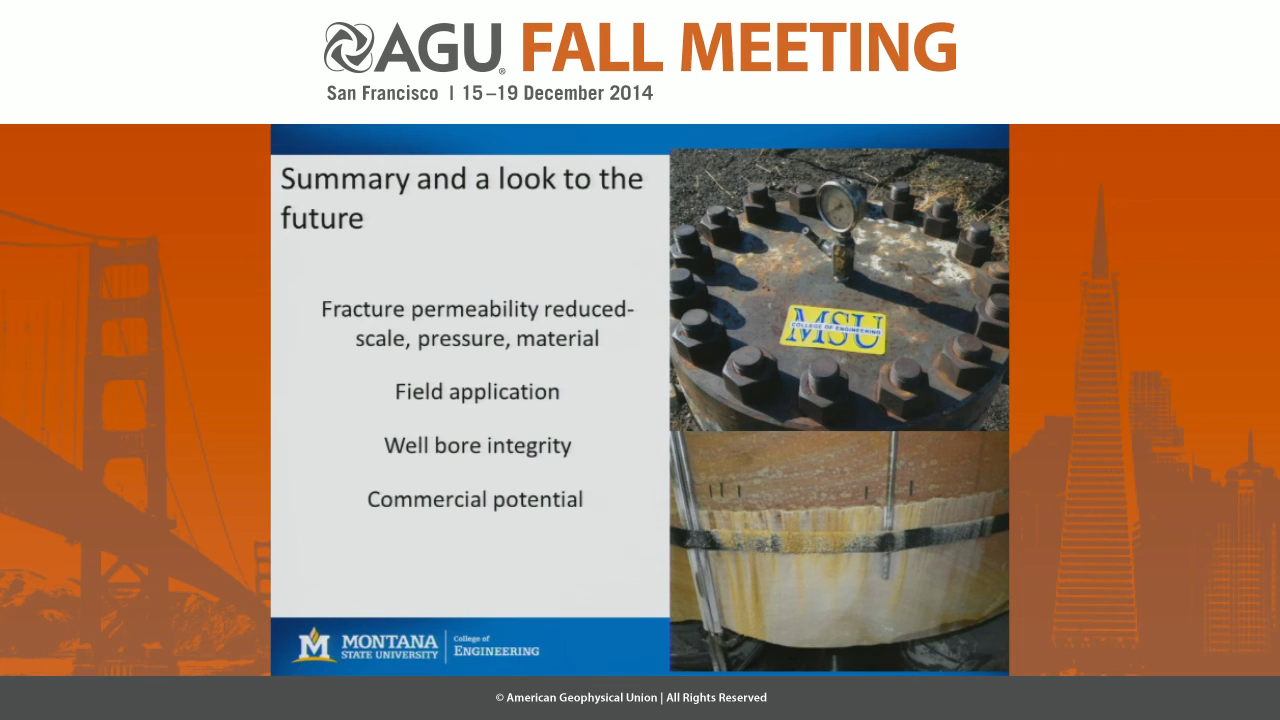 AGU® FALL MEETING
San Francisco | 15–19 December 2014
Summary and a look to the
future
Fracture permeability reduced-
scale, pressure, material
Field application
Well bore integrity
Commercial potential
MSU
COLLEGE OF ENGINEERING
M MONTANA
STATE UNIVERSITY
College of
ENGINEERING
© American Geophysical Union | All Rights Reserved